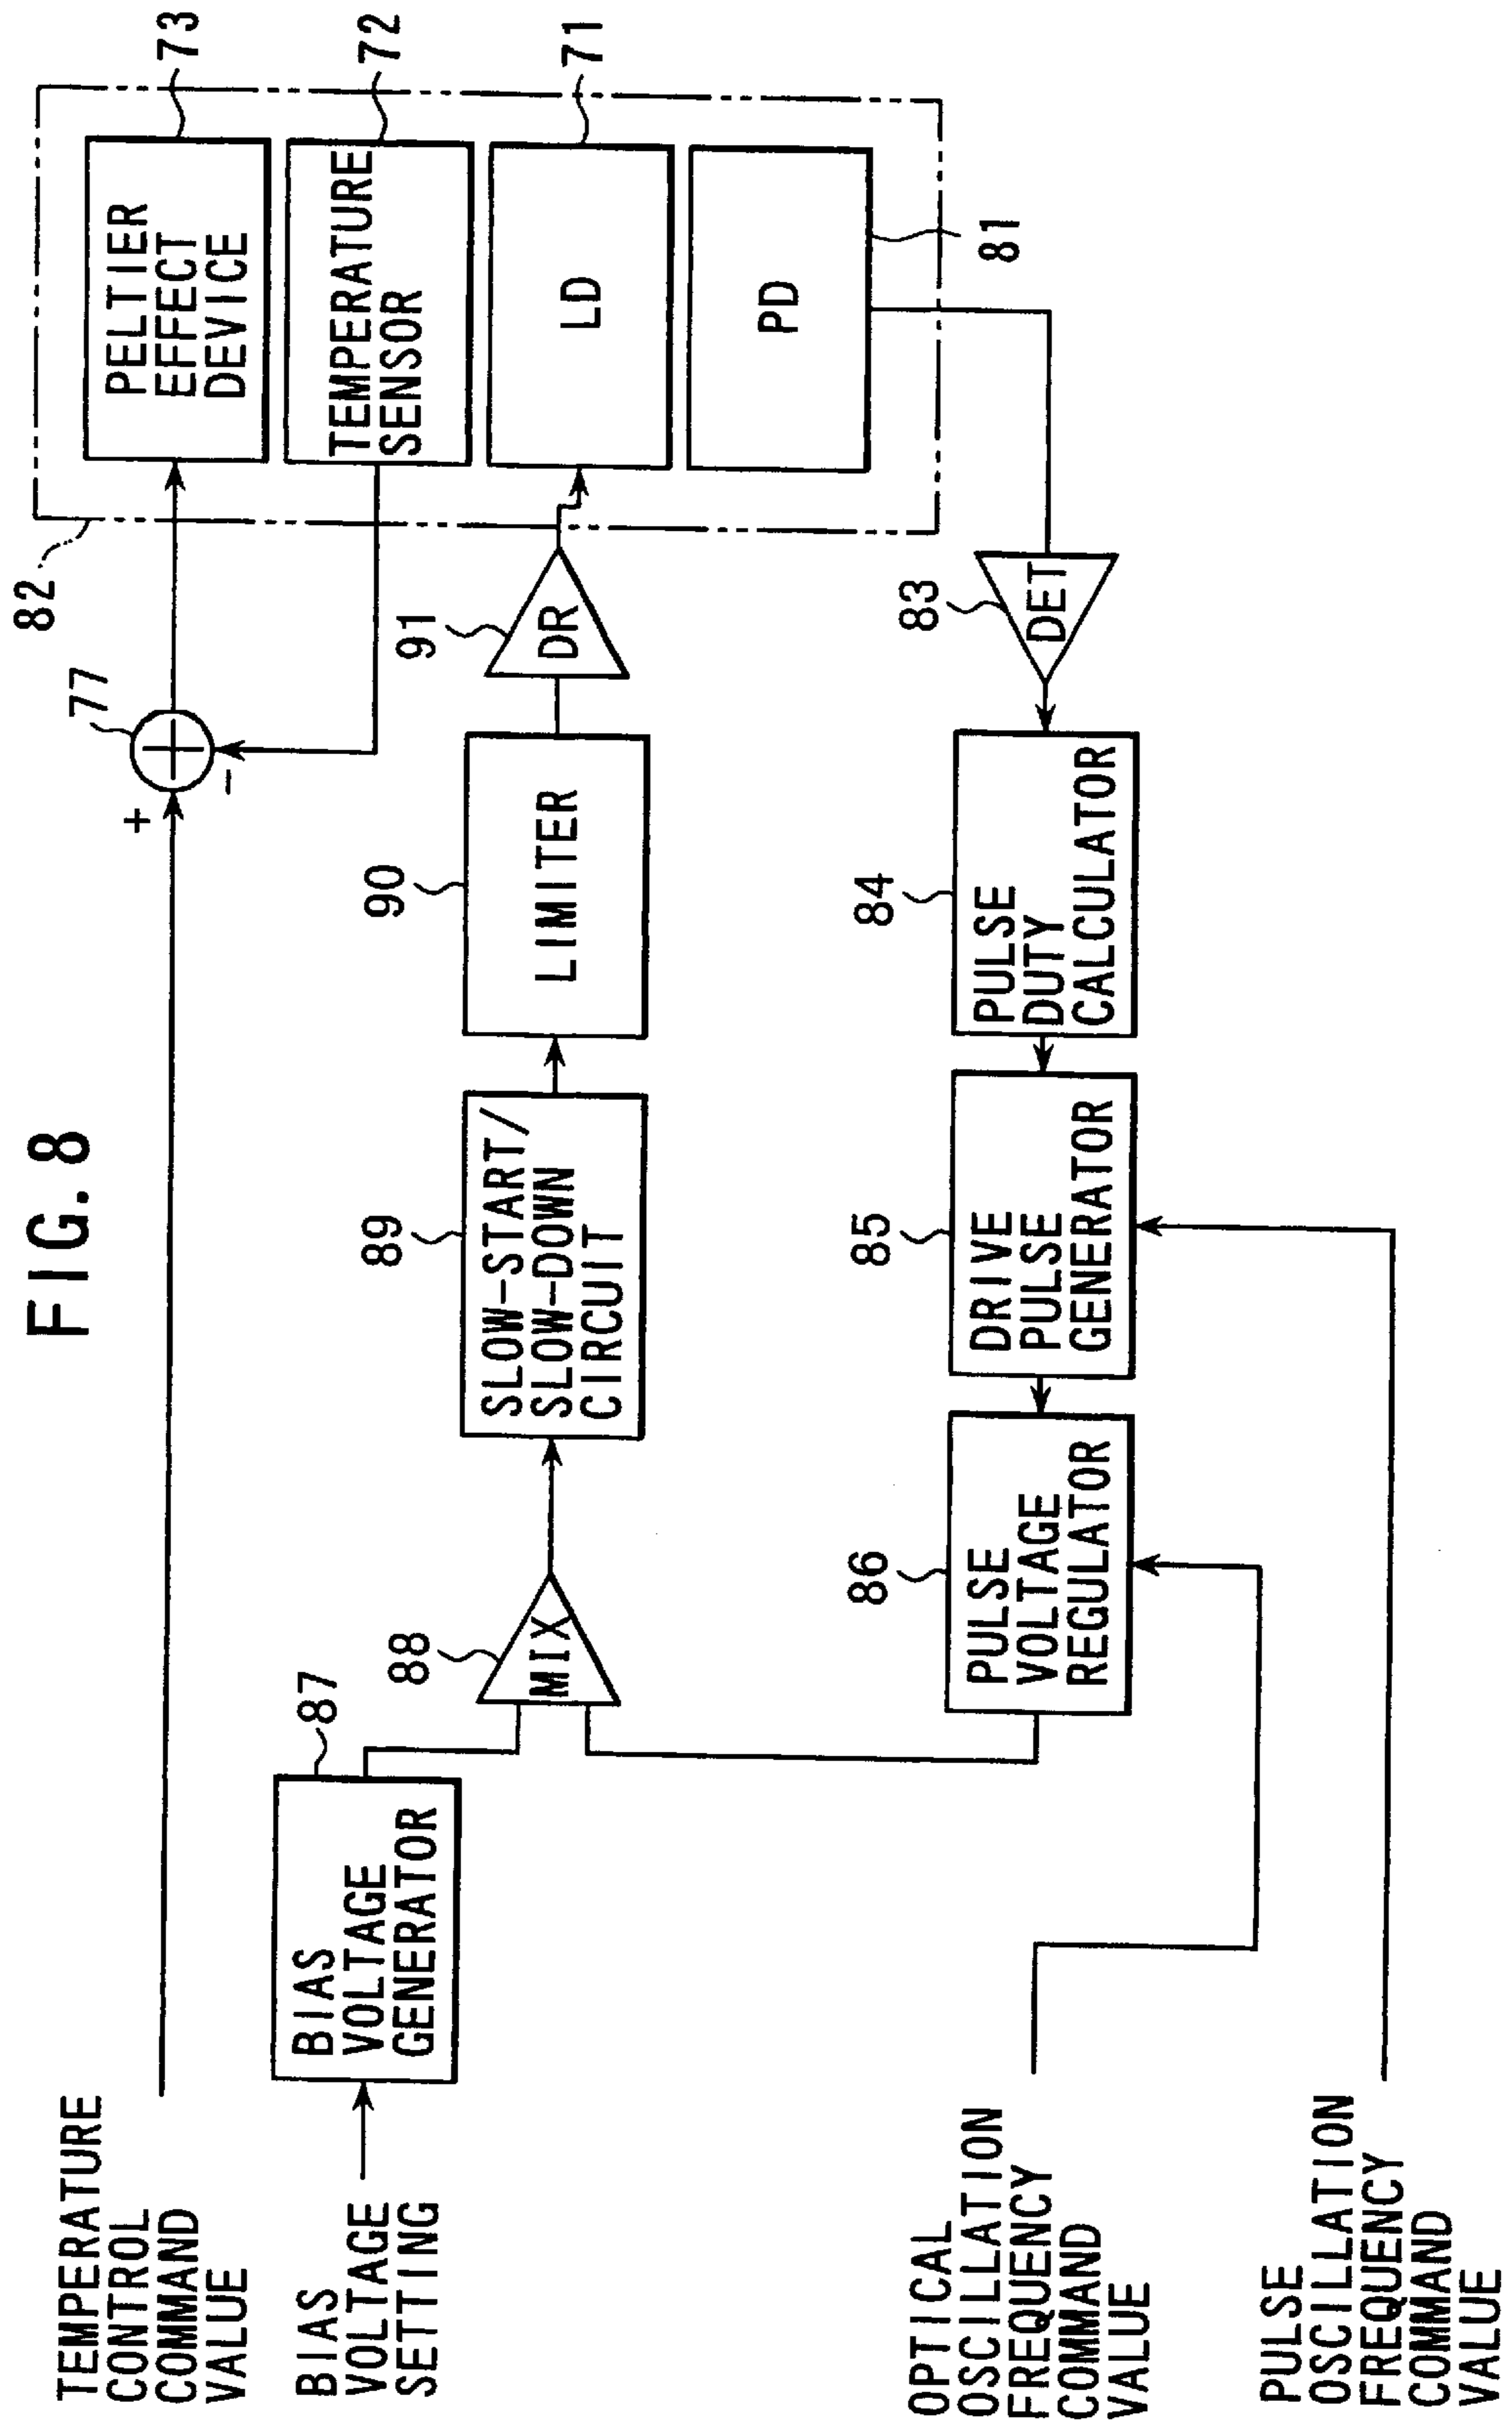 FIG. 8
TEMPERATURE
CONTROL
COMMAND
VALUE
+
-
77
82
PELTIER
EFFECT
DEVICE
73
TEMPERATURE
SENSOR
72
BIAS
VOLTAGE
SETTING
BIAS
VOLTAGE
GENERATOR
87
MIX
88
SLOW-START/
SLOW-DOWN
CIRCUIT
89
LIMITER
90
DR
91
LD
71
PD
81
OPTICAL
OSCILLATION
FREQUENCY
COMMAND
VALUE
PULSE
VOLTAGE
REGULATOR
86
DRIVE
PULSE
GENERATOR
85
PULSE
DUTY
CALCULATOR
84
DET
83
PULSE
OSCILLATION
FREQUENCY
COMMAND
VALUE